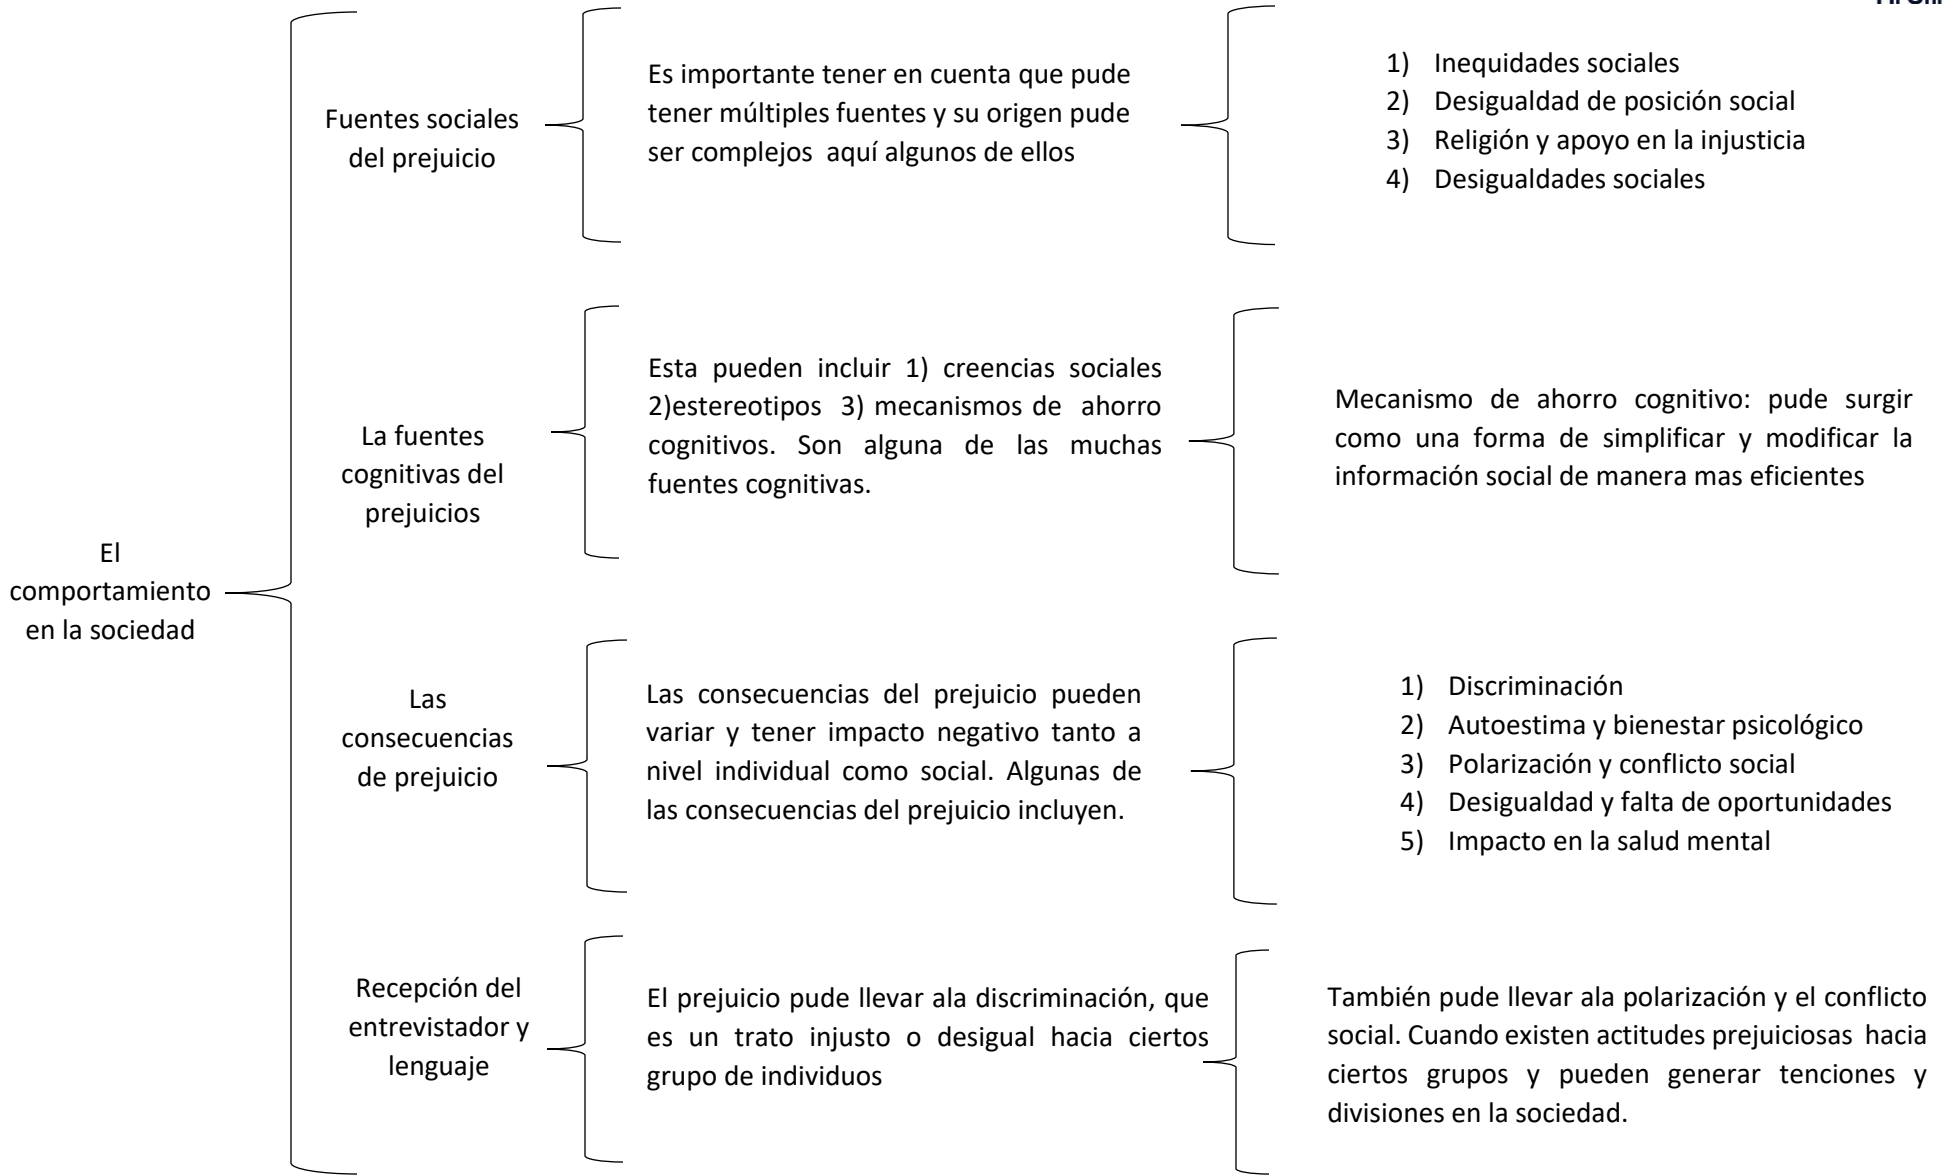 El
comportamiento
en la sociedad
Fuentes sociales
del prejuicio
Es importante tener en cuenta que pude
tener múltiples fuentes y su origen pude
ser complejos aquí algunos de ellos
1) Inequidades sociales
2) Desigualdad de posición social
3) Religión y apoyo en la injusticia
4) Desigualdades sociales
La fuentes
cognitivas del
prejuicios
Esta pueden incluir 1) creencias sociales
2)estereotipos 3) mecanismos de ahorro
cognitivos. Son alguna de las muchas
fuentes cognitivas.
Mecanismo de ahorro cognitivo: pude surgir
como una forma de simplificar y modificar la
información social de manera mas eficientes
Las
consecuencias
de prejuicio
Las consecuencias del prejuicio pueden
variar y tener impacto negativo tanto a
nivel individual como social. Algunas de
las consecuencias del prejuicio incluyen.
1) Discriminación
2) Autoestima y bienestar psicológico
3) Polarización y conflicto social
4) Desigualdad y falta de oportunidades
5) Impacto en la salud mental
Recepción del
entrevistador y
lenguaje
El prejuicio pude llevar ala discriminación, que
es un trato injusto o desigual hacia ciertos
grupo de individuos
También pude llevar ala polarización y el conflicto
social. Cuando existen actitudes prejuiciosas hacia
ciertos grupos y pueden generar tenciones y
divisiones en la sociedad.